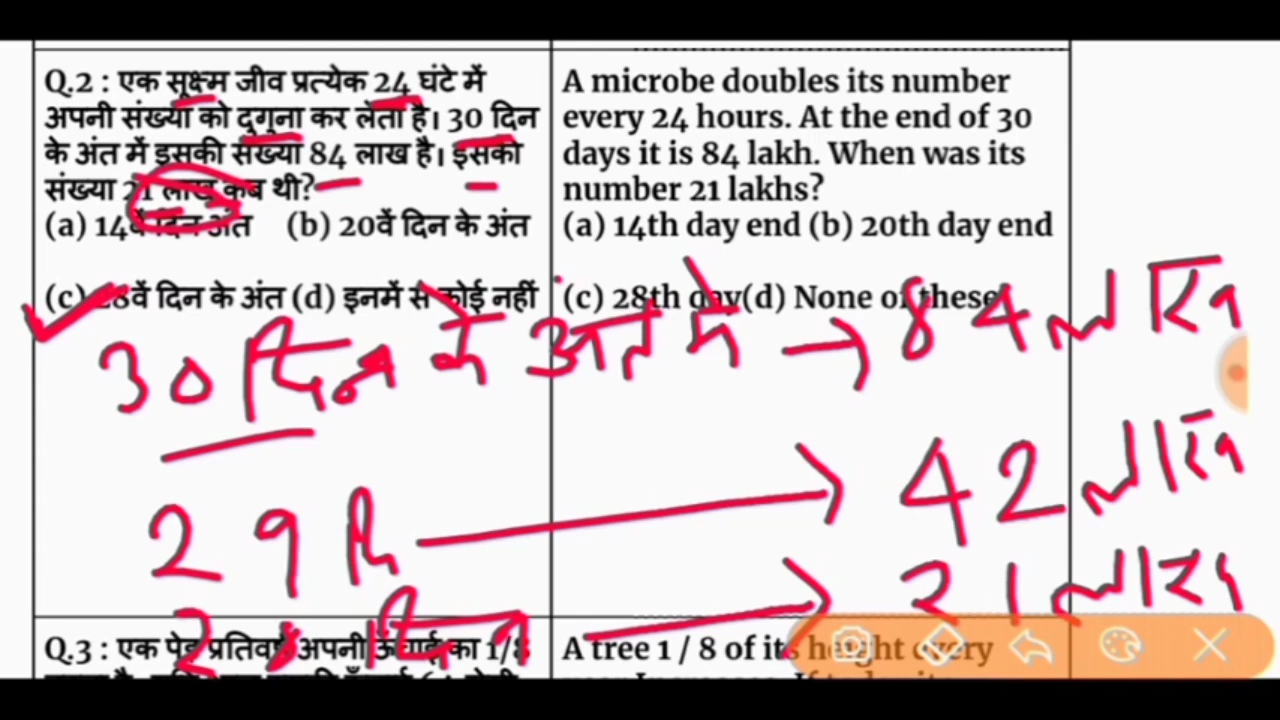 Q.2 : एक सूक्ष्म जीव प्रत्येक 24 घंटे में
अपनी संख्या को दुगुना कर लेता है। 30 दिन
के अंत में इसकी संख्या 84 लाख है। इसकी
संख्या 21 लाख कब थी?
(a) 14वें दिन अंत (b) 20वें दिन के अंत
(c) 28वें दिन के अंत (d) इनमें से कोई नहीं
A microbe doubles its number
every 24 hours. At the end of 30
days it is 84 lakh. When was its
number 21 lakhs?
(a) 14th day end (b) 20th day end
(c) 28th day(d) None of these
30 दिन के अंत में → 84 लाख
29 दि → 42 लाख
28 दिन → 21 लाख
Q.3 : एक पेड़ प्रतिवर्ष अपनी ऊंचाई का 1/8
A tree 1 / 8 of its height every